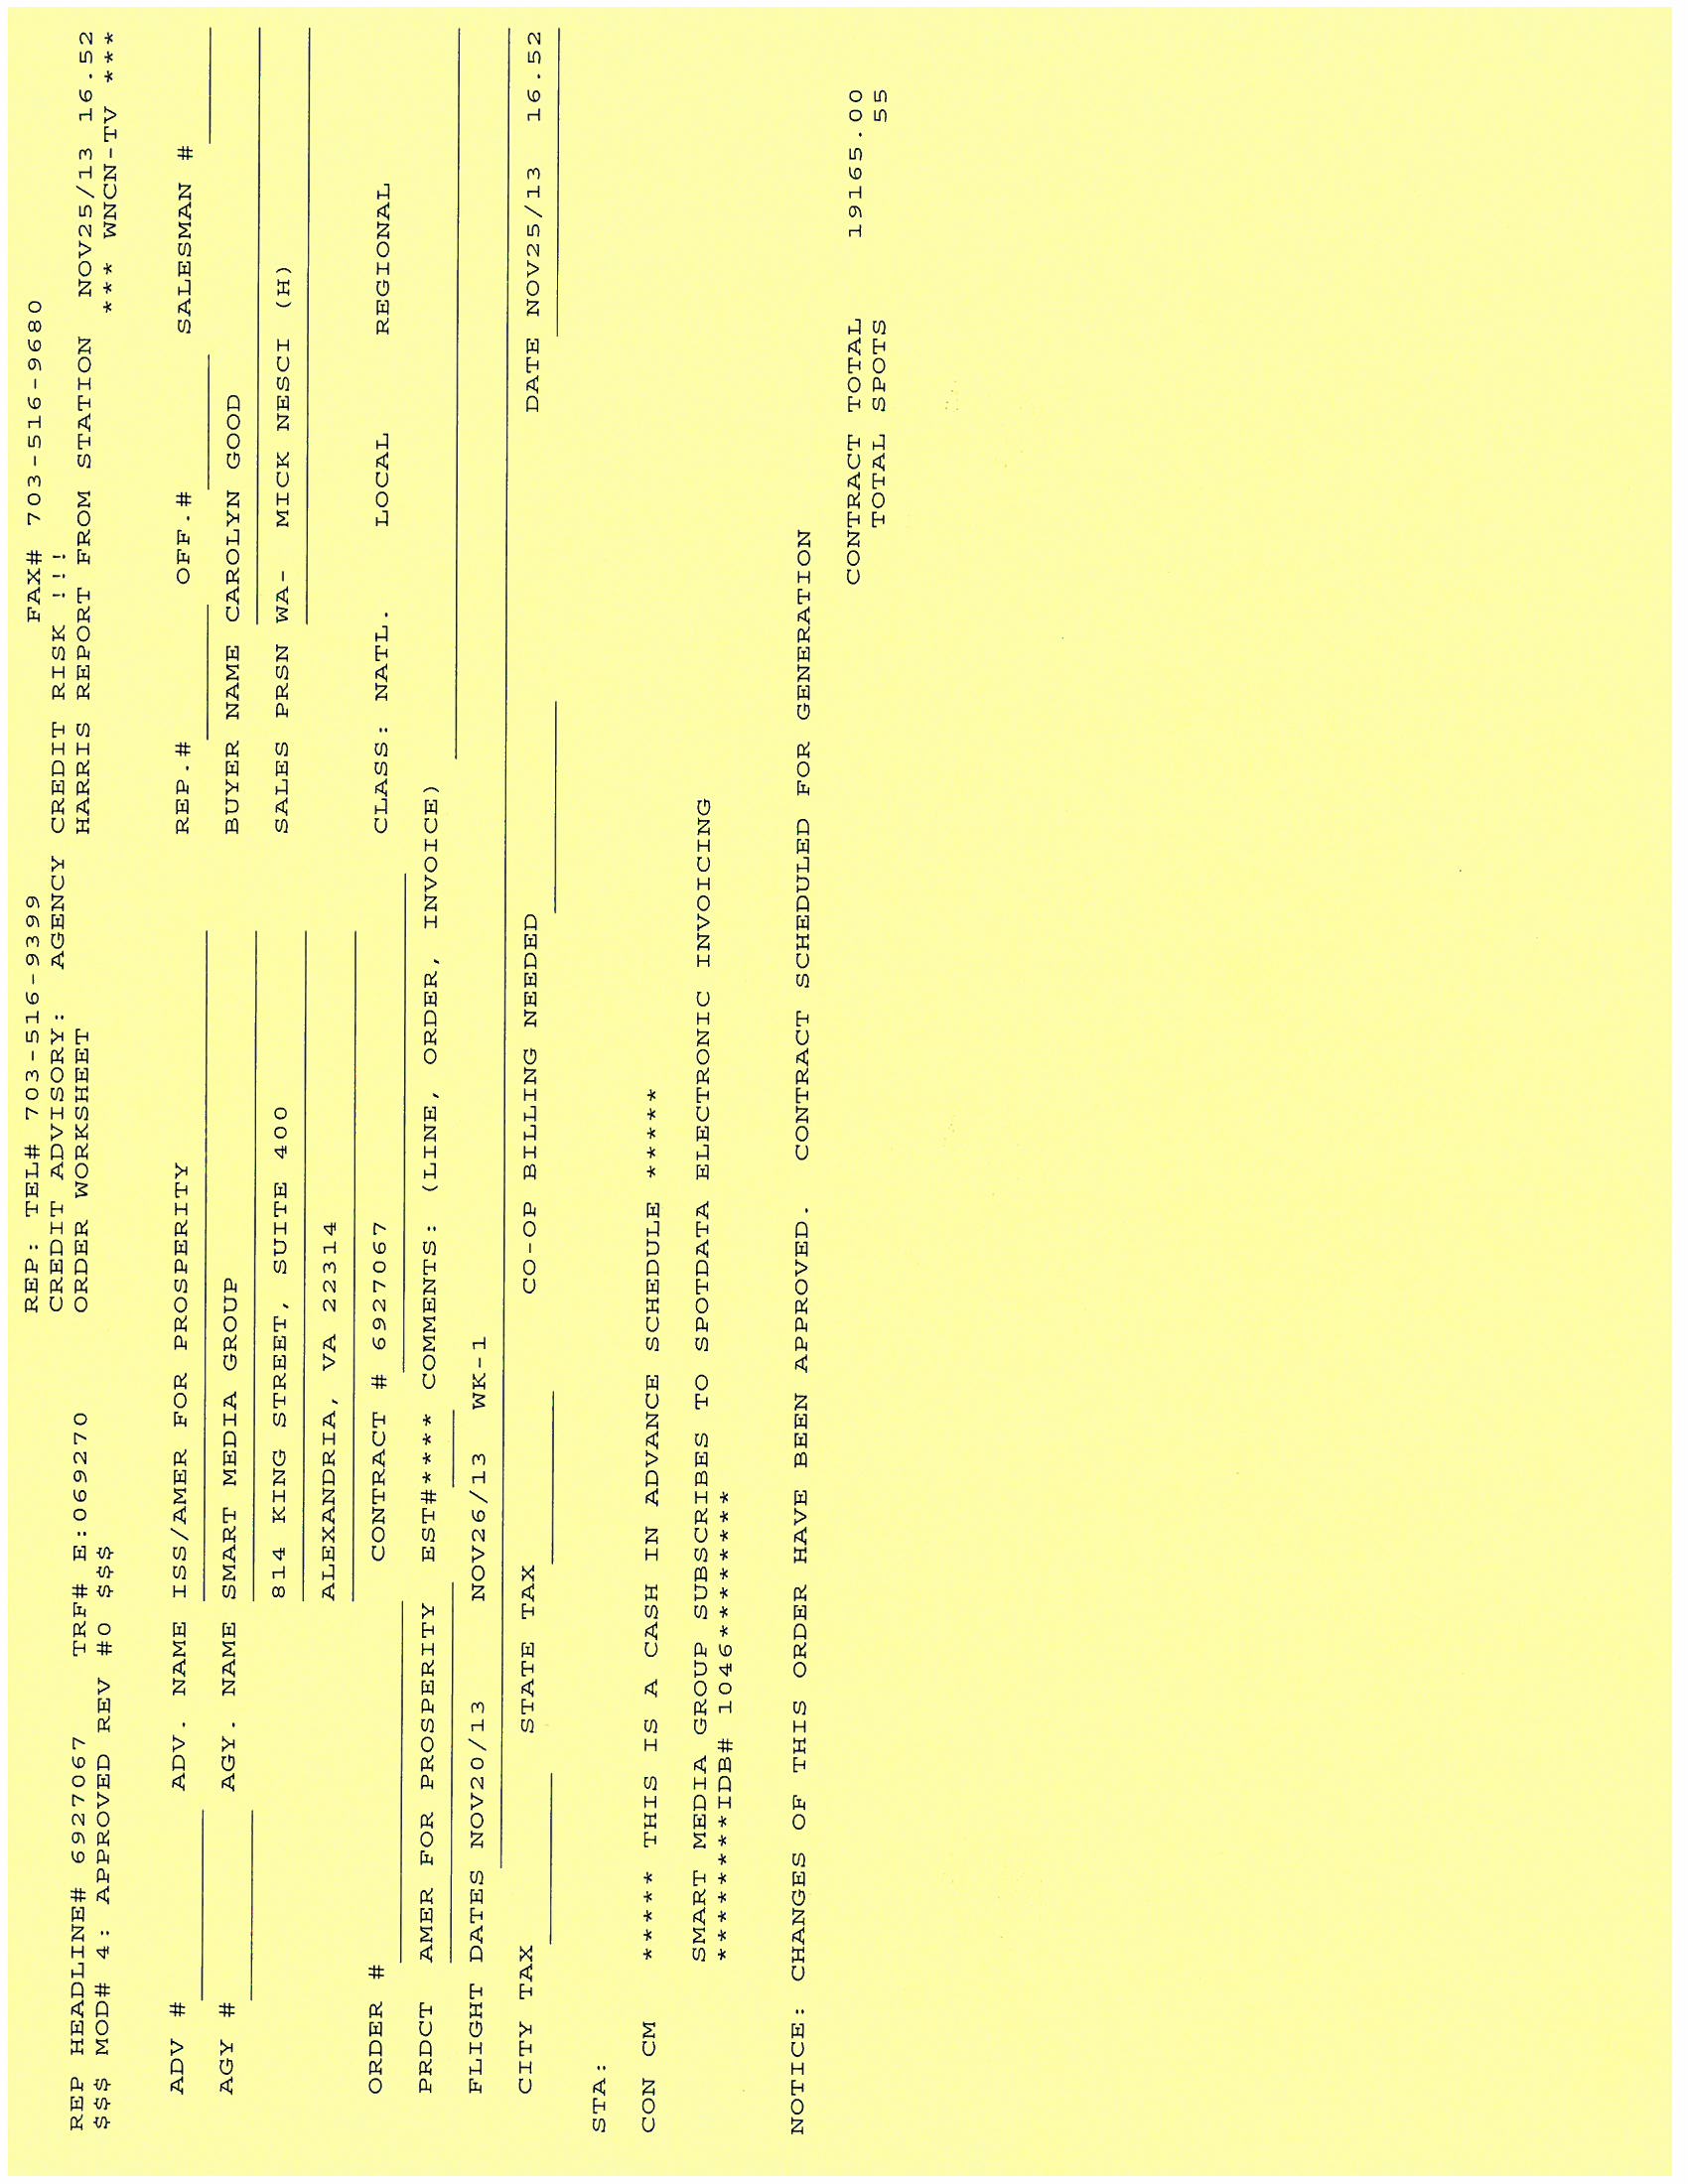 REP: TEL# 703-516-9399 FAX# 703-516-9680
CREDIT ADVISORY: AGENCY CREDIT RISK !!!
REP HEADLINE# 6927067 TRF# E:069270 ORDER WORKSHEET HARRIS REPORT FROM STATION NOV25/13 16.52
$$$ MOD# 4: APPROVED REV #0 $$$ *** WNCN-TV ***
ADV # ADV. NAME ISS/AMER FOR PROSPERITY REP.# OFF.# SALESMAN #
AGY # AGY. NAME SMART MEDIA GROUP BUYER NAME CAROLYN GOOD
814 KING STREET, SUITE 400 SALES PRSN WA- MICK NESCI (H)
ALEXANDRIA, VA 22314
ORDER # CONTRACT # 6927067 CLASS: NATL. LOCAL REGIONAL
PRDCT AMER FOR PROSPERITY EST#**** COMMENTS: (LINE, ORDER, INVOICE)
FLIGHT DATES NOV20/13 NOV26/13 WK-1
CITY TAX STATE TAX CO-OP BILLING NEEDED DATE NOV25/13 16.52
STA:
CON CM ***** THIS IS A CASH IN ADVANCE SCHEDULE *****
SMART MEDIA GROUP SUBSCRIBES TO SPOTDATA ELECTRONIC INVOICING
*********IDB# 1046*********
NOTICE: CHANGES OF THIS ORDER HAVE BEEN APPROVED. CONTRACT SCHEDULED FOR GENERATION
CONTRACT TOTAL 19165.00
TOTAL SPOTS 55